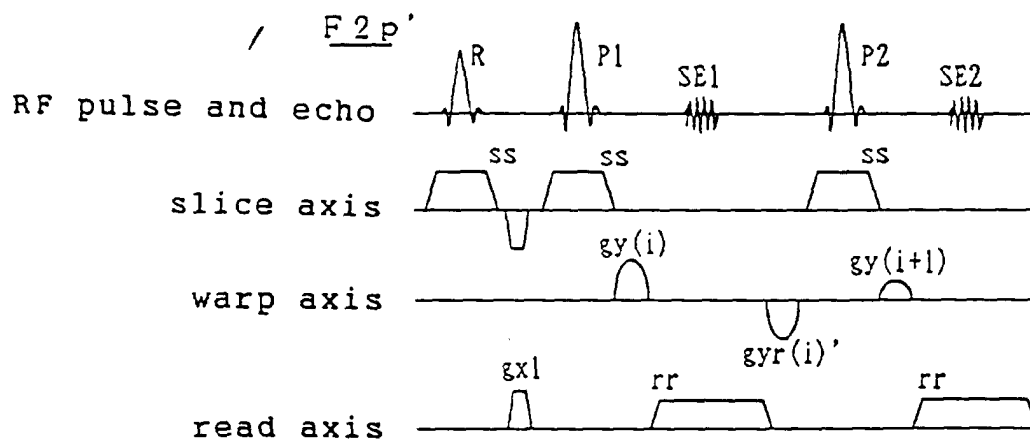 F2p'
R P1 SE1 P2 SE2
RF pulse and echo
ss ss ss
slice axis
gy(i) gy(i+1)
warp axis
gyr(i)'
gx1 rr rr
read axis